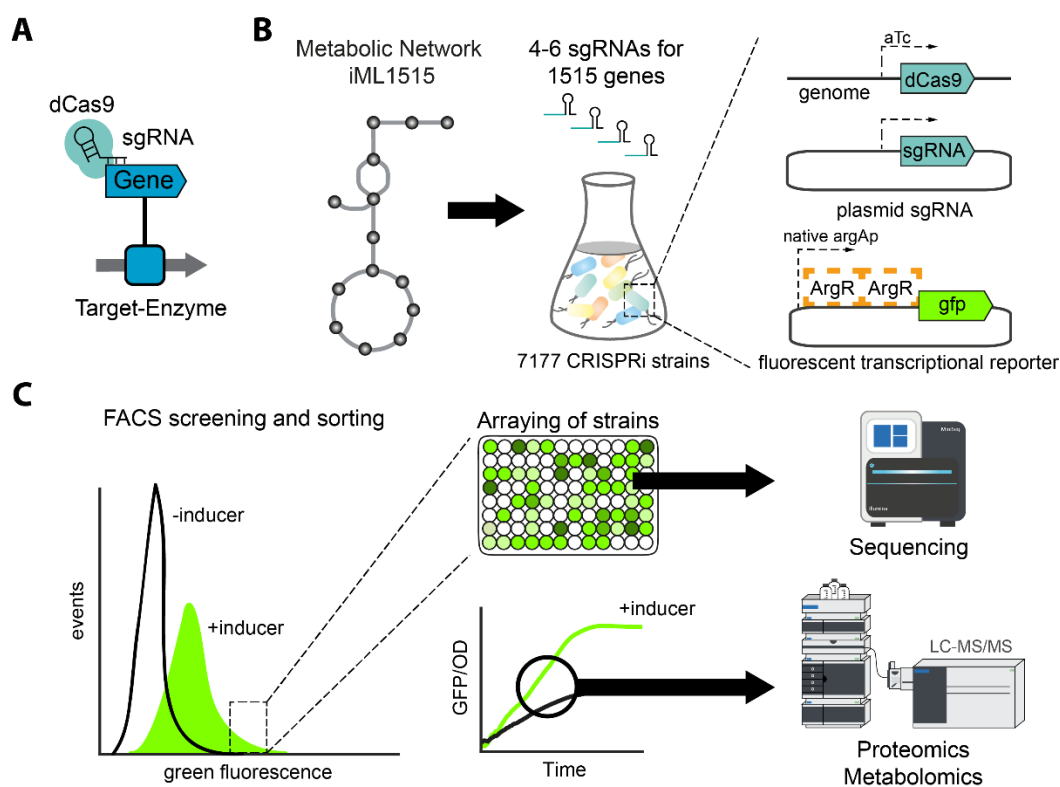 A
dCas9
sgRNA
Gene
Target-Enzyme
B
Metabolic Network
iML1515
4-6 sgRNAs for
1515 genes
7177 CRISPRi strains
aTc
dCas9
genome
sgRNA
plasmid sgRNA
native argAp
ArgR ArgR
gfp
fluorescent transcriptional reporter
C
FACS screening and sorting
-inducer
+inducer
events
green fluorescence
Arraying of strains
MiniSeq
illumina
Sequencing
+inducer
GFP/OD
Time
LC-MS/MS
Proteomics
Metabolomics